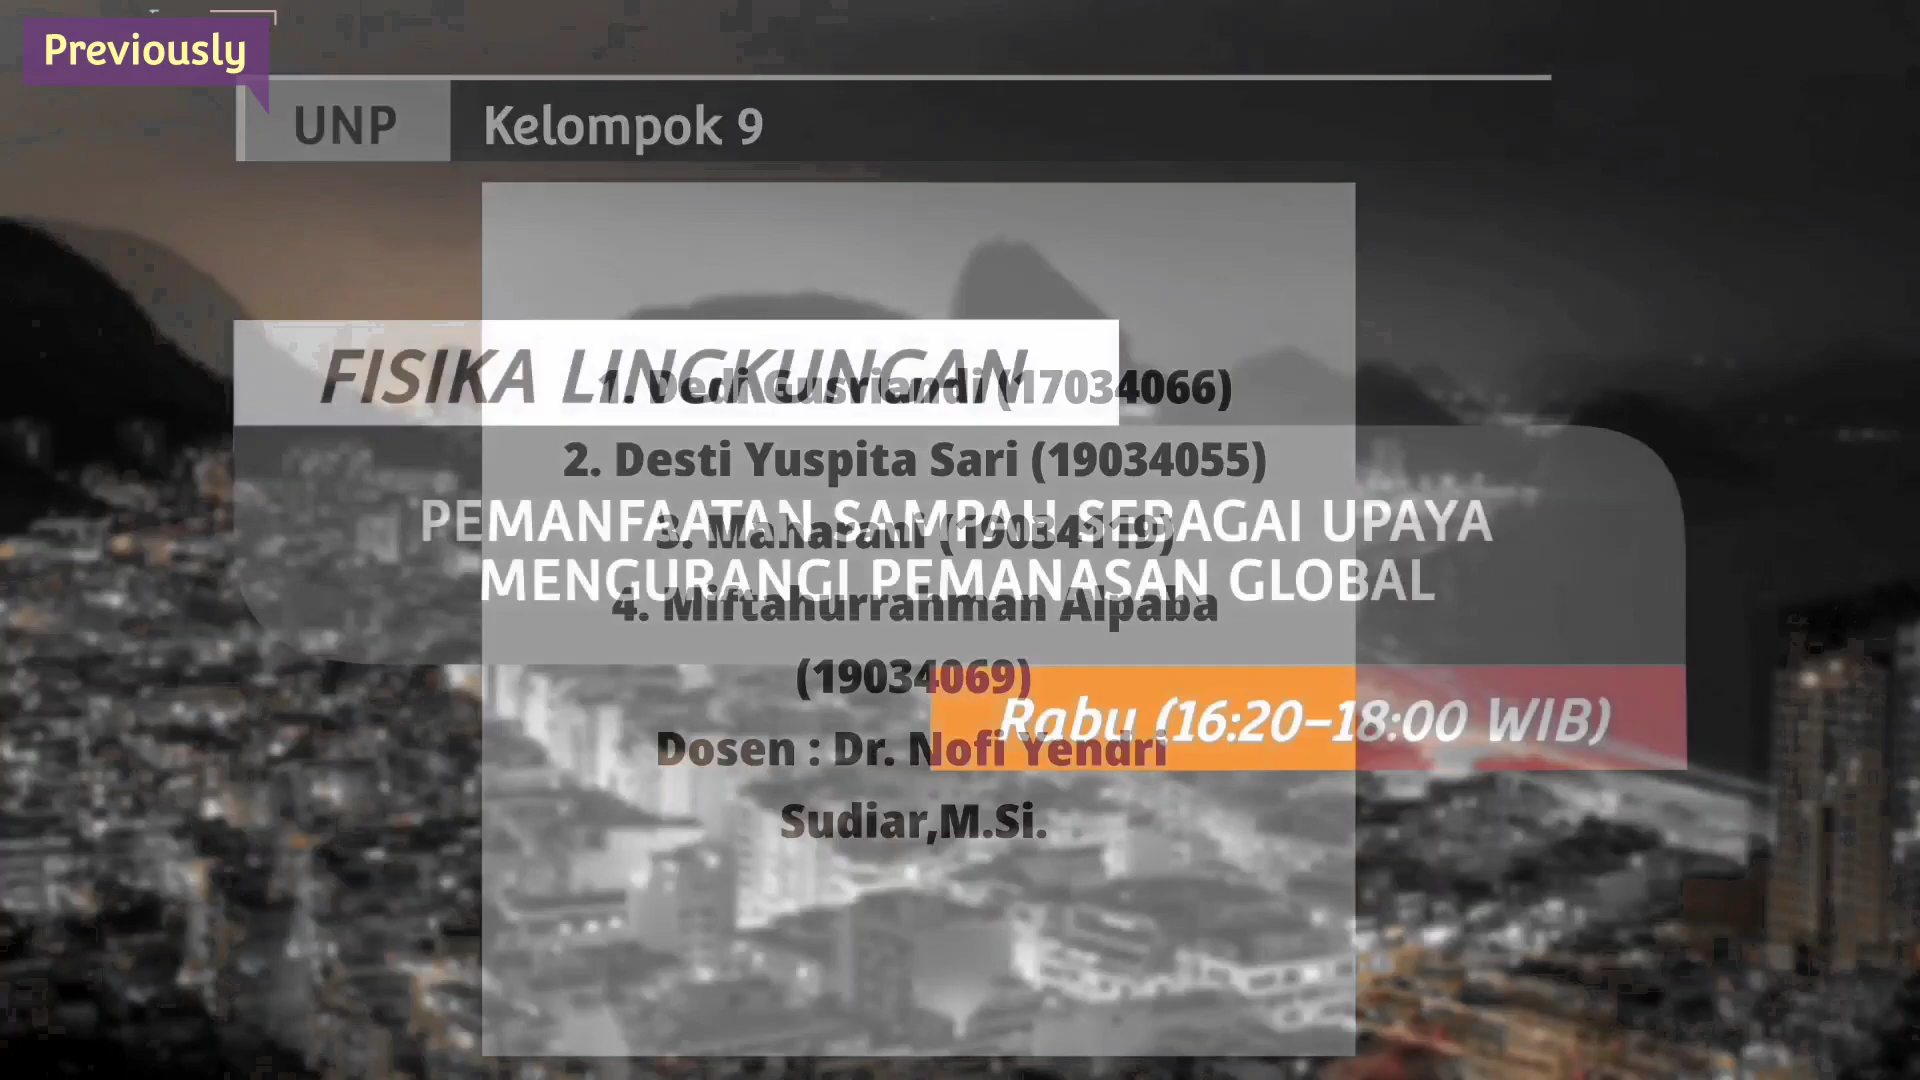 Previously
UNP
Kelompok 9
FISIKA LINGKUNGAN
1. Dedi Gusriandi (17034066)
2. Desti Yuspita Sari (19034055)
PEMANFAATAN SAMPAH SEBAGAI UPAYA
3. Maharani (19034119)
MENGURANGI PEMANASAN GLOBAL
4. Miftahurrahman Alpaba
(19034069)
Rabu (16:20-18:00 WIB)
Dosen : Dr. Nofi Yendri
Sudiar,M.Si.